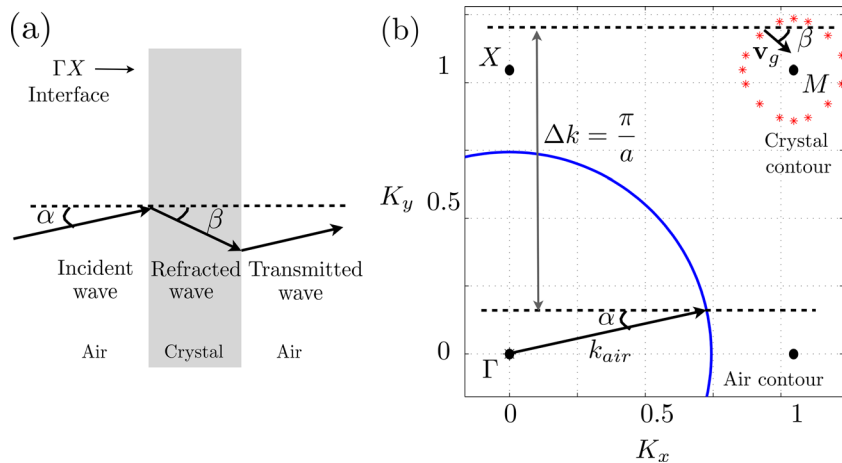 (a)
ΓX
Interface
α
β
Incident
wave
Refracted
wave
Transmitted
wave
Air
Crystal
Air
(b)
X
v_g
β
M
Crystal
contour
1
Δk = π/a
K_y
0.5
α
k_air
0
Γ
Air contour
0
0.5
1
K_x